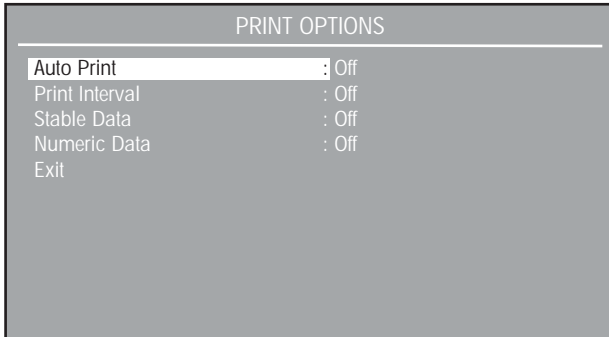 PRINT OPTIONS
Auto Print : Off
Print Interval : Off
Stable Data : Off
Numeric Data : Off
Exit